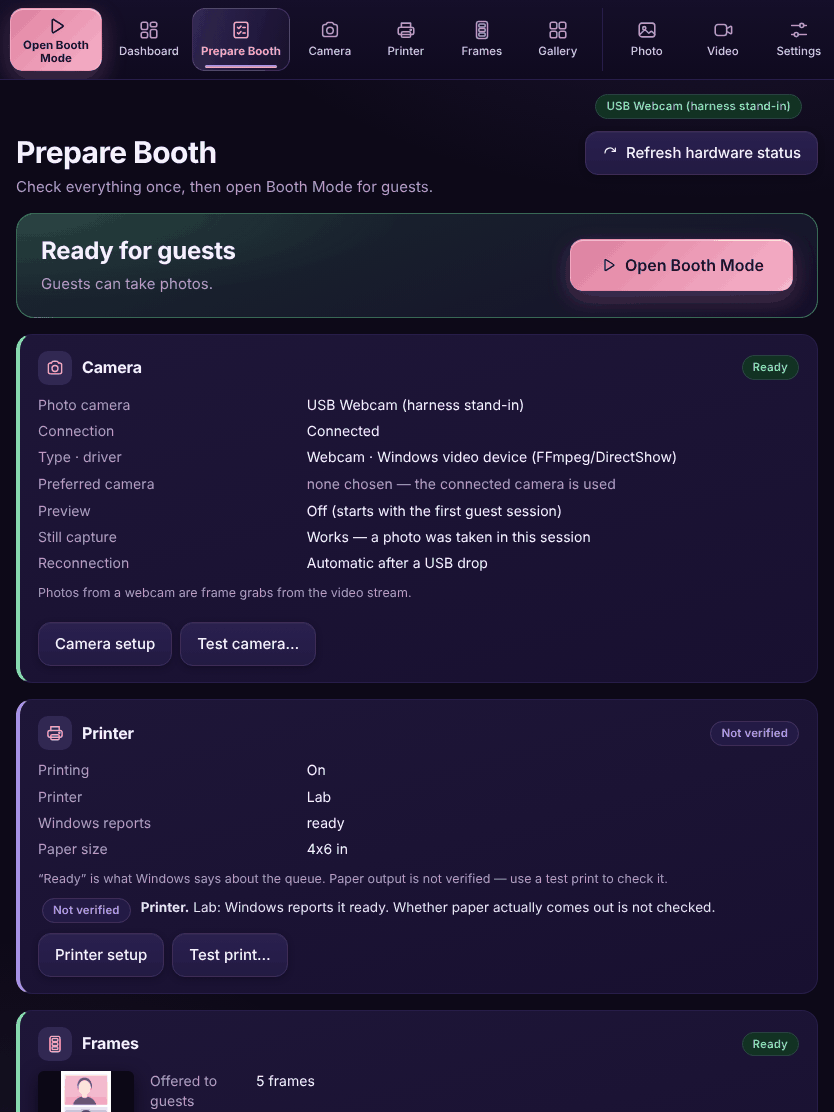 Open Booth
Mode
Dashboard
Prepare Booth
Camera
Printer
Frames
Gallery
Photo
Video
Settings
USB Webcam (harness stand-in)
Prepare Booth
Refresh hardware status
Check everything once, then open Booth Mode for guests.
Ready for guests
Guests can take photos.
Open Booth Mode
Camera
Ready
Photo camera USB Webcam (harness stand-in)
Connection Connected
Type · driver Webcam · Windows video device (FFmpeg/DirectShow)
Preferred camera none chosen — the connected camera is used
Preview Off (starts with the first guest session)
Still capture Works — a photo was taken in this session
Reconnection Automatic after a USB drop
Photos from a webcam are frame grabs from the video stream.
Camera setup Test camera...
Printer
Not verified
Printing On
Printer Lab
Windows reports ready
Paper size 4x6 in
“Ready” is what Windows says about the queue. Paper output is not verified — use a test print to check it.
Not verified Printer. Lab: Windows reports it ready. Whether paper actually comes out is not checked.
Printer setup Test print...
Frames
Ready
Offered to guests 5 frames